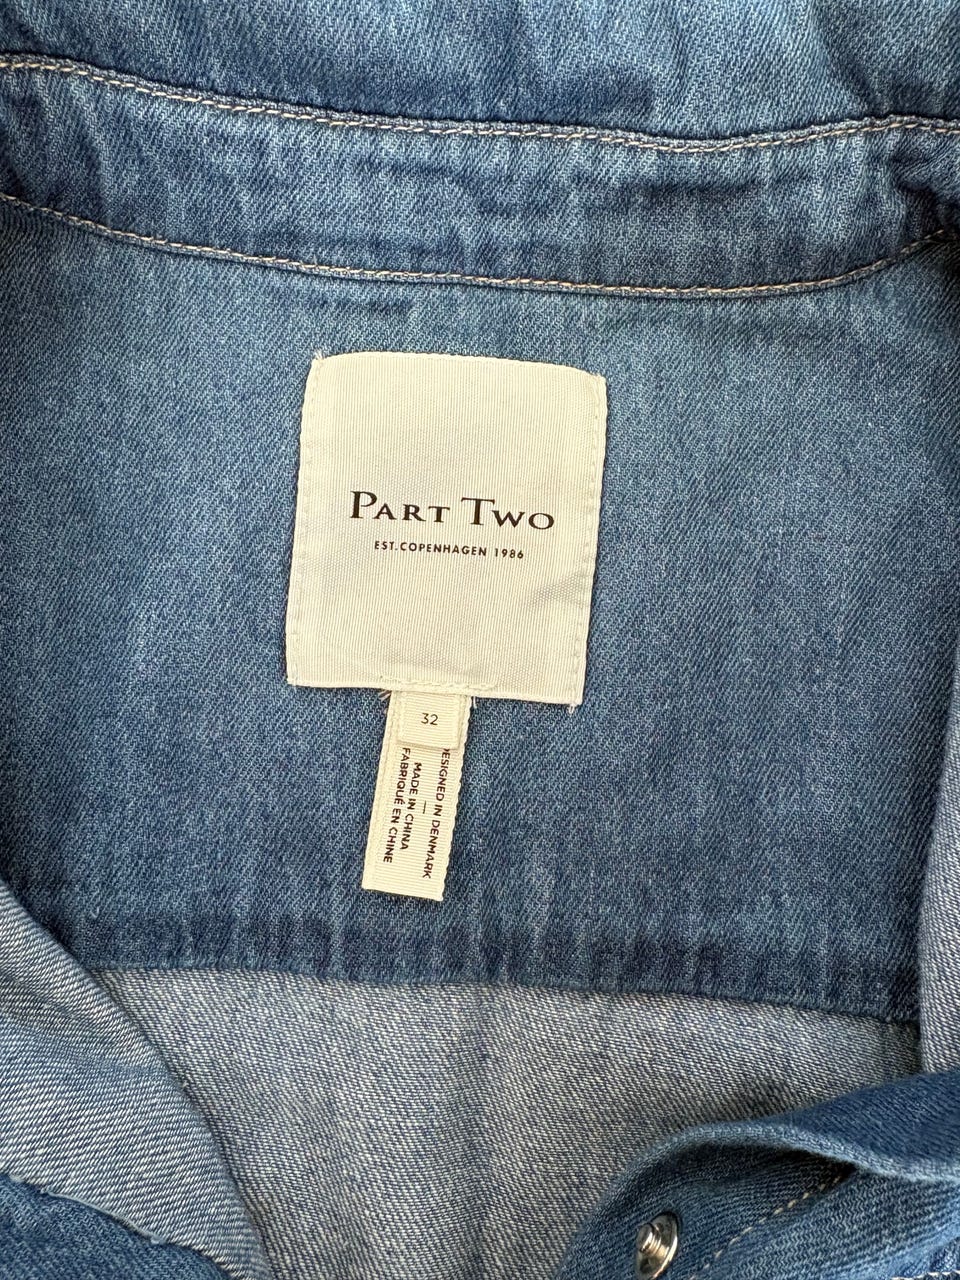 PART TWO
EST. COPENHAGEN 1986
32
DESIGNED IN DENMARK
—
MADE IN CHINA
FABRIQUÉ EN CHINE